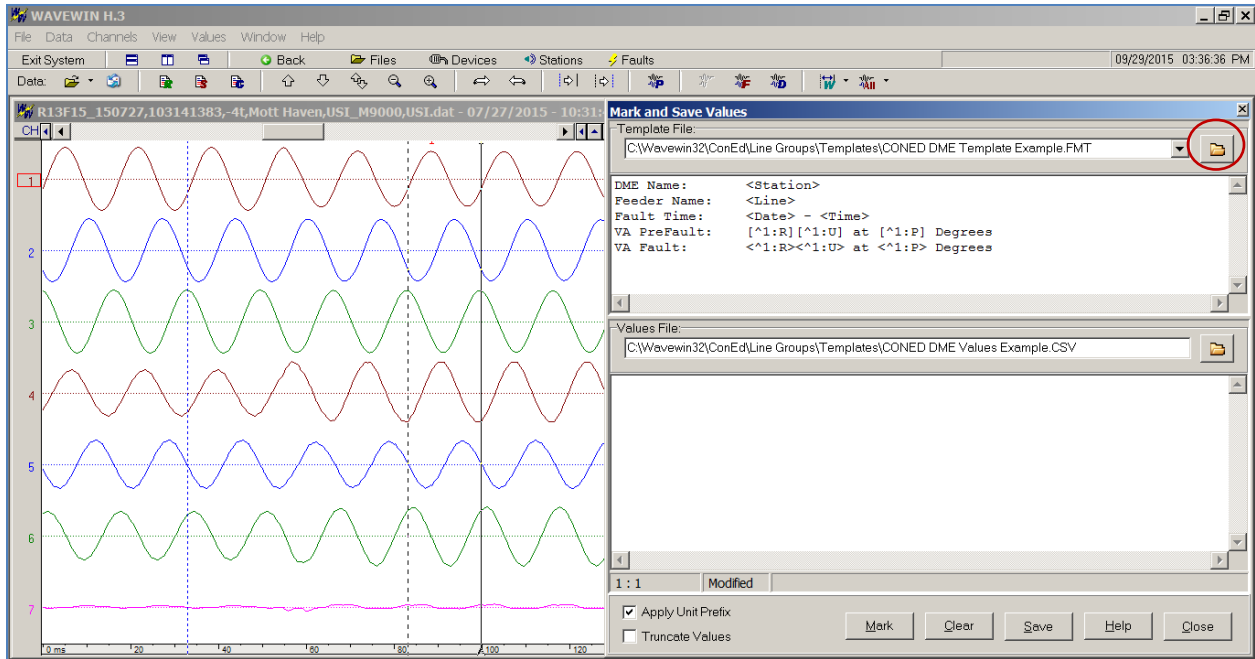 WAVEWIN H.3
File Data Channels View Values Window Help
Exit System Back Files Devices Stations Faults 09/29/2015 03:36:36 PM
Data:
R13F15_150727,103141383,-4t,Mott Haven,USI_M9000,USI.dat - 07/27/2015 - 10:31:
CH
1
2
3
4
5
6
7
0 ms 20 40 60 80 100 120
Mark and Save Values
Template File:
C:\Wavewin32\ConEd\Line Groups\Templates\CONED DME Template Example.FMT
DME Name: <Station>
Feeder Name: <Line>
Fault Time: <Date> - <Time>
VA PreFault: [^1:R][^1:U] at [^1:P] Degrees
VA Fault: <^1:R><^1:U> at <^1:P> Degrees
Values File:
C:\Wavewin32\ConEd\Line Groups\Templates\CONED DME Values Example.CSV
1 : 1 Modified
Apply Unit Prefix
Truncate Values
Mark Clear Save Help Close